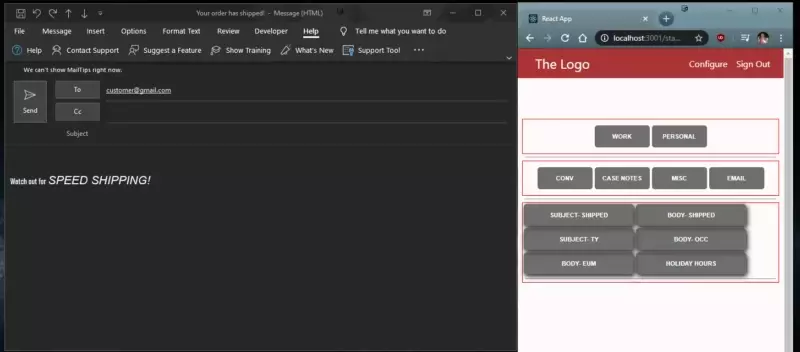 Your order has shipped! – Message (HTML)
File Message Insert Options Format Text Review Developer Help Tell me what you want to do
Help Contact Support Suggest a Feature Show Training What's New Support Tool
We can't show MailTips right now.
Send
To customer@gmail.com
Cc
Subject
Watch out for SPEED SHIPPING!
React App
localhost:3001/sta...
The Logo Configure Sign Out
WORK PERSONAL
CONV CASE NOTES MISC EMAIL
SUBJECT- SHIPPED BODY- SHIPPED
SUBJECT- TY BODY- OCC
BODY- EUM HOLIDAY HOURS